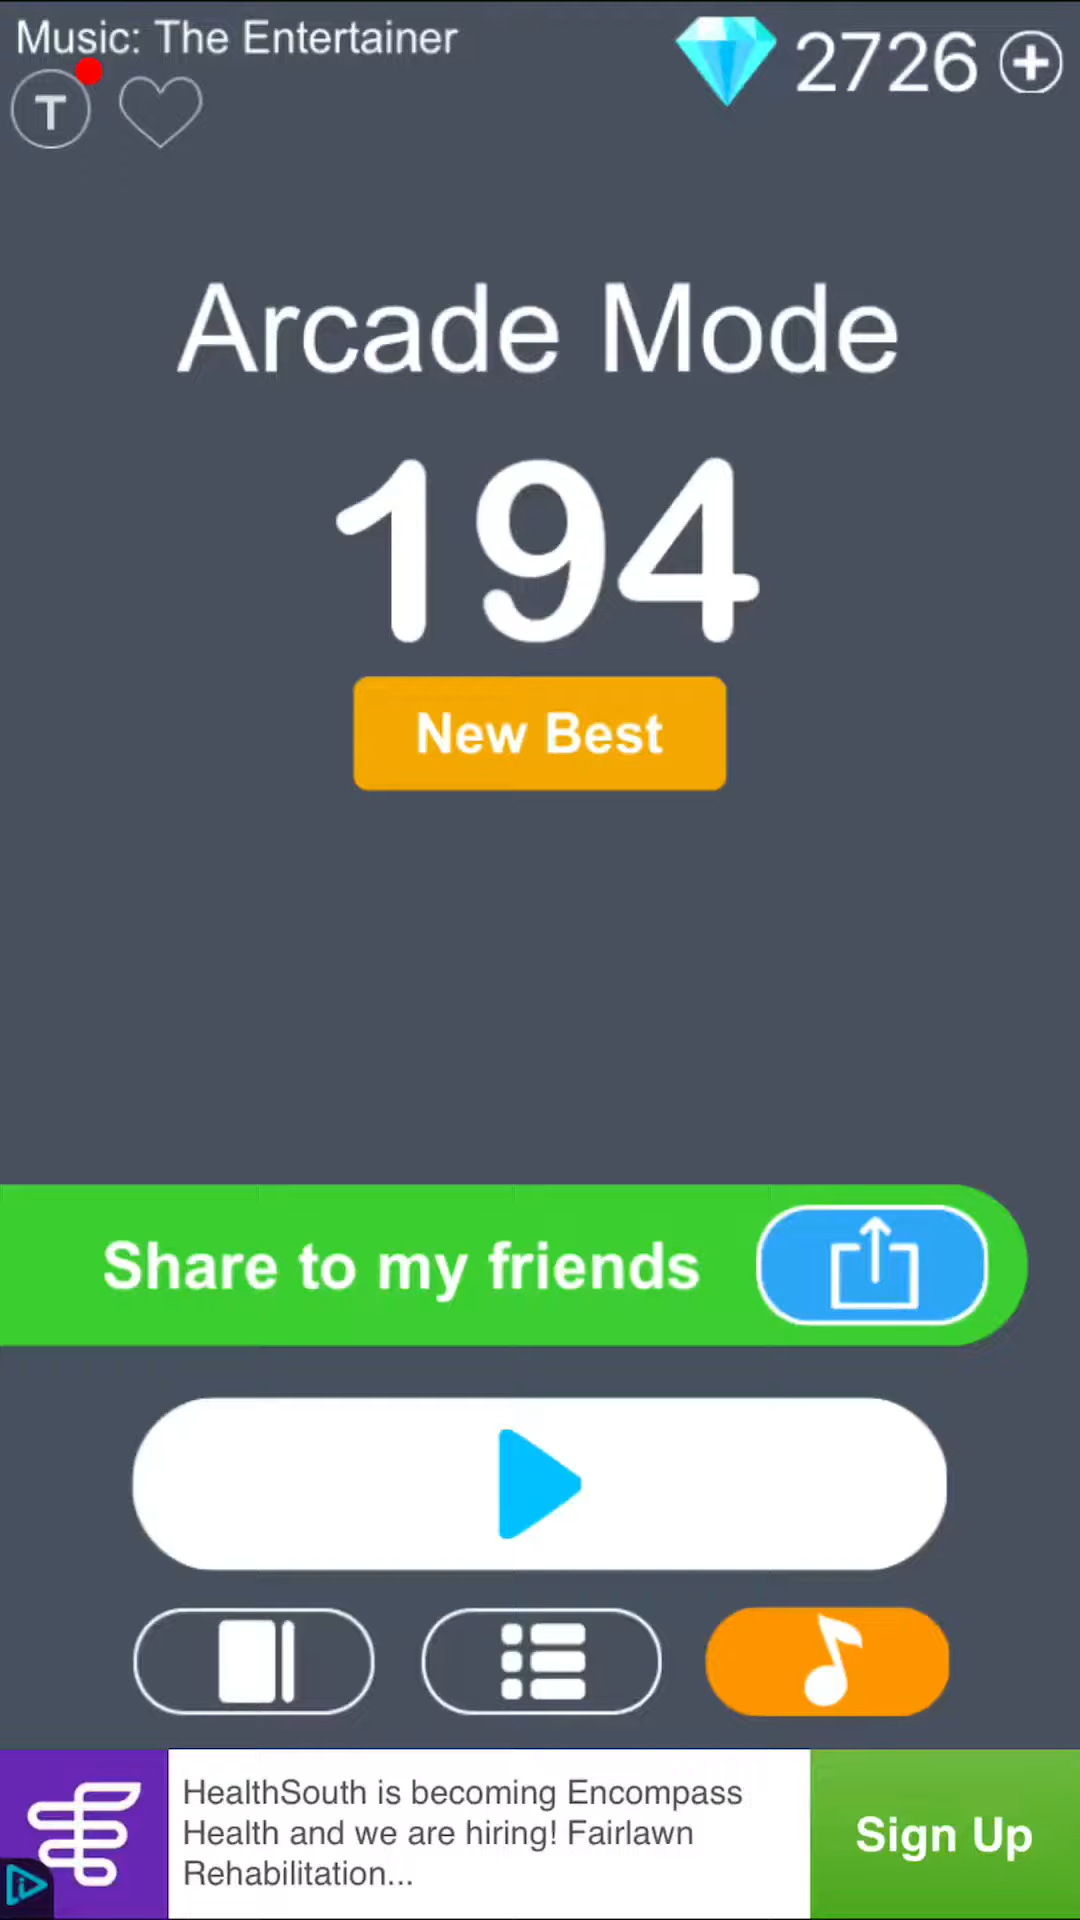 Music: The Entertainer
2726
T
Arcade Mode
194
New Best
Share to my friends
HealthSouth is becoming Encompass
Health and we are hiring! Fairlawn
Rehabilitation...
Sign Up